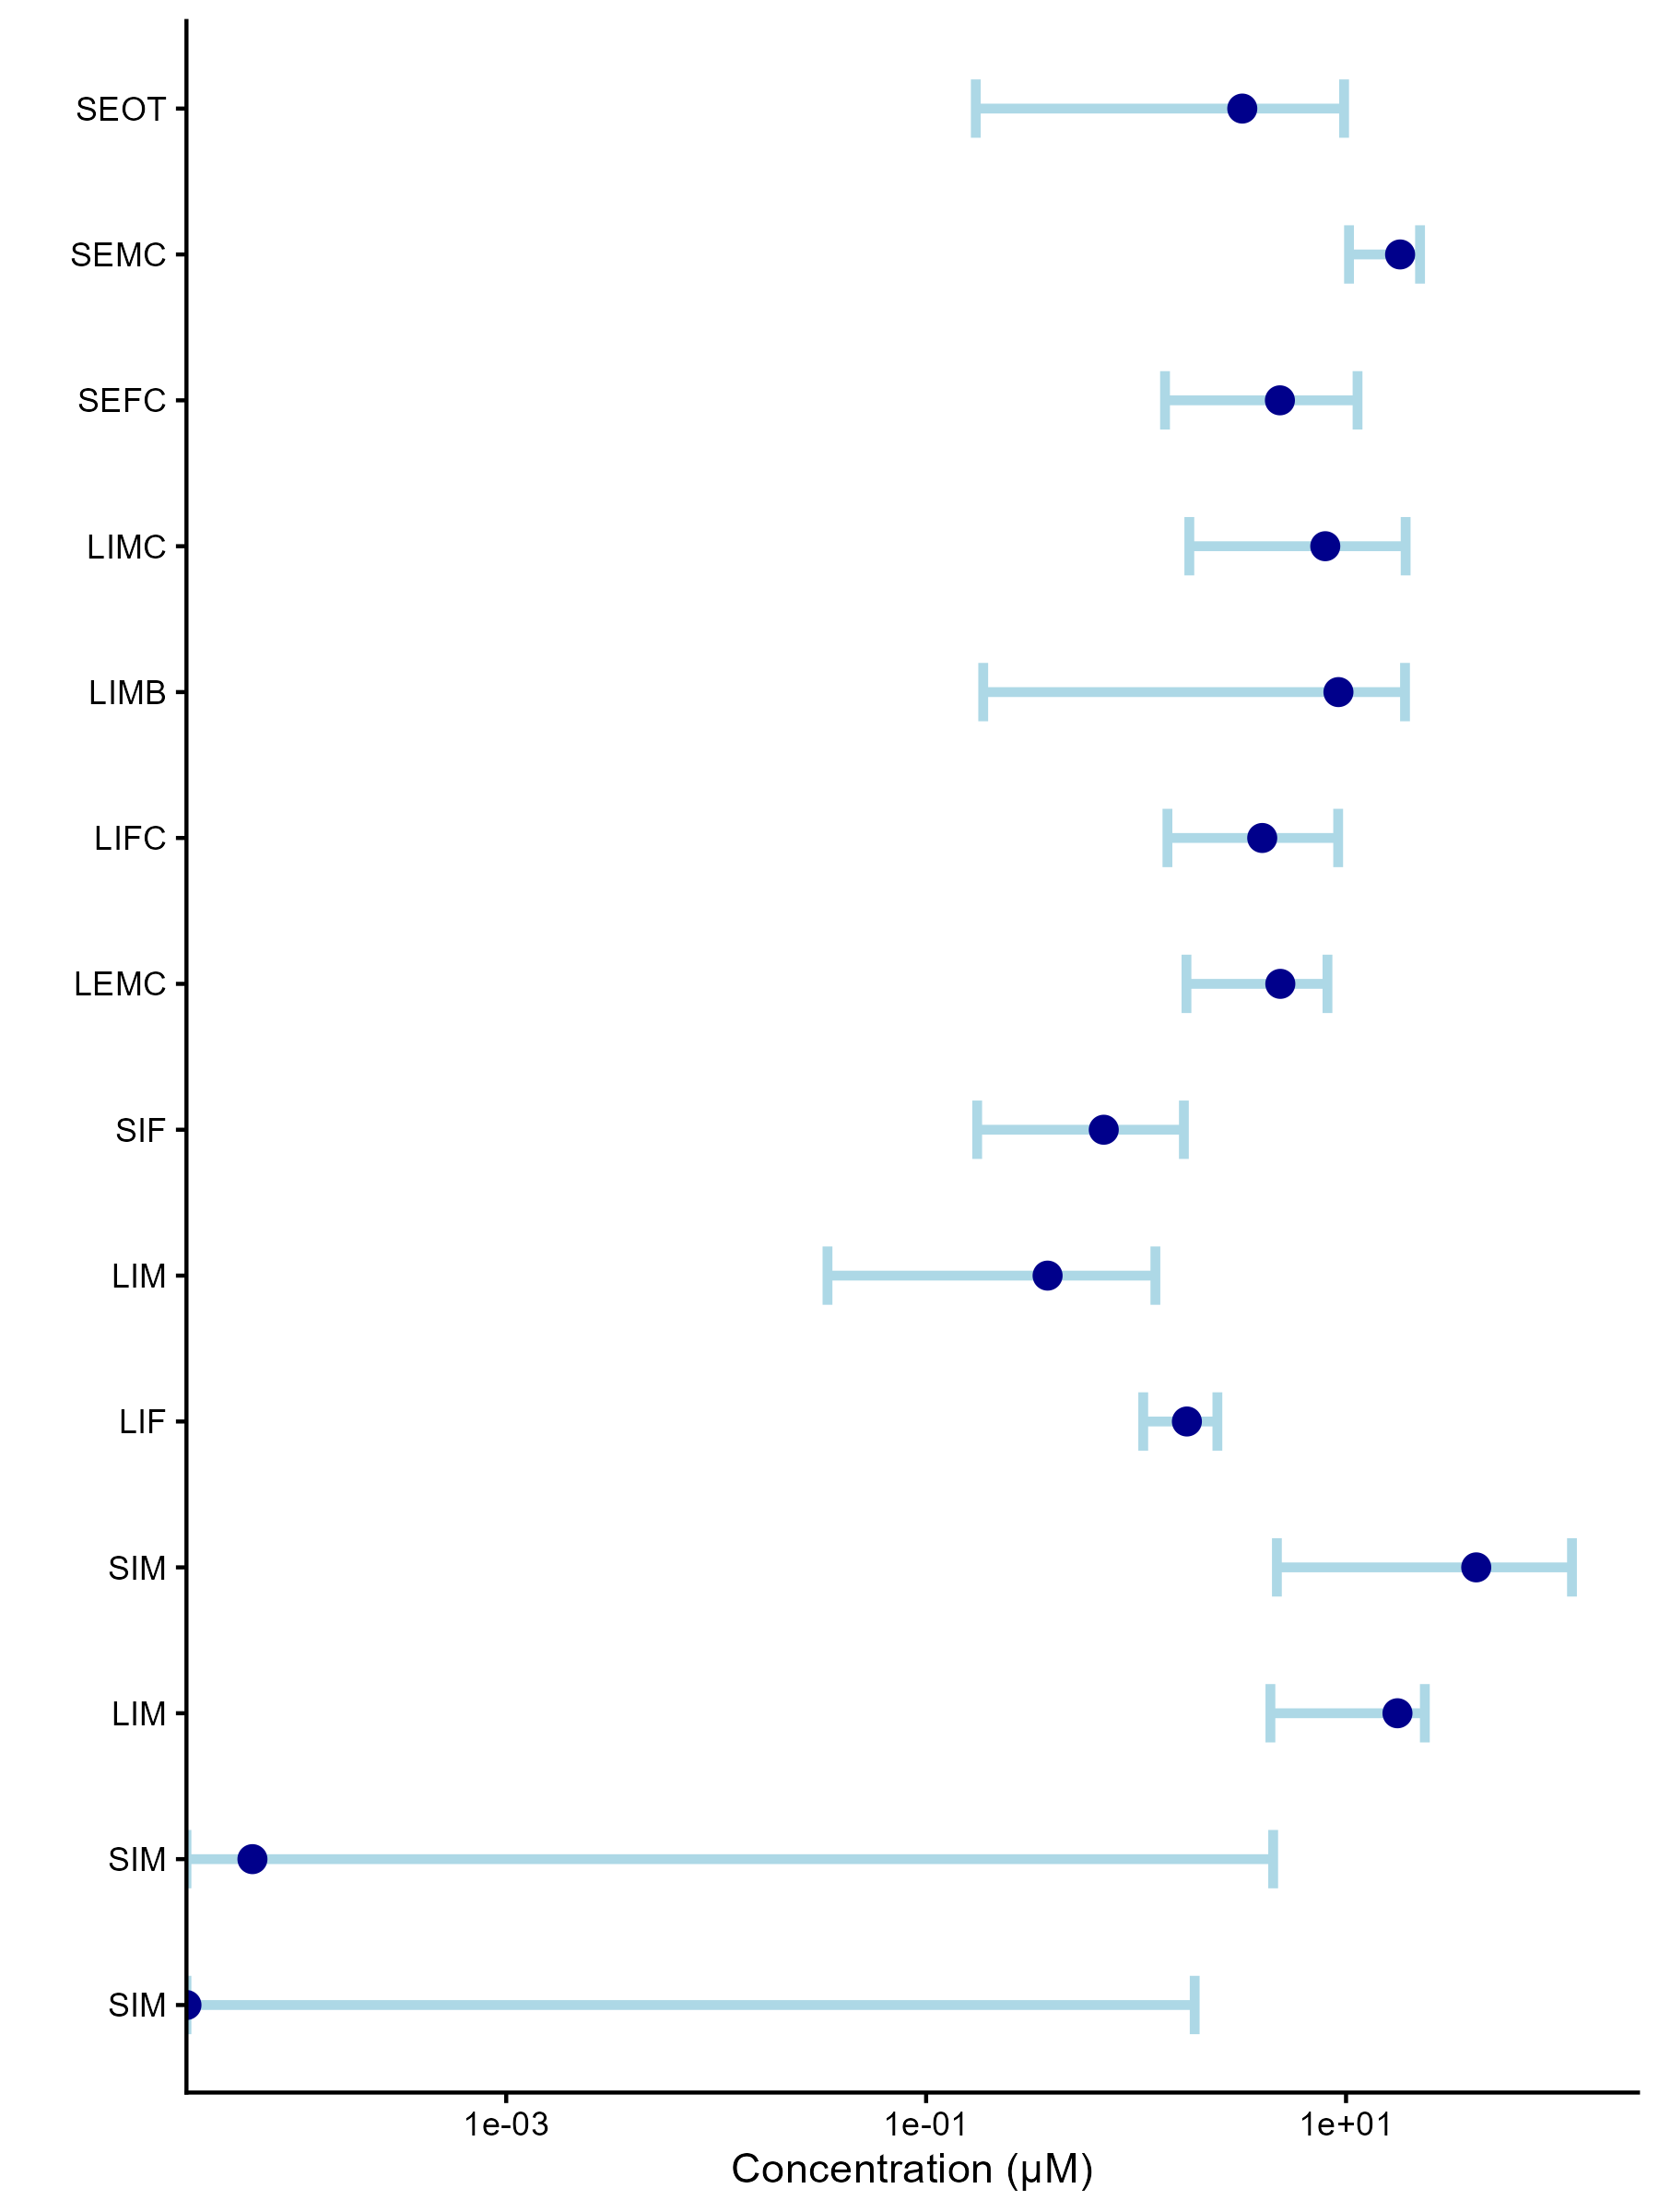 SEOT
SEMC
SEFC
LIMC
LIMB
LIFC
LEMC
SIF
LIM
LIF
SIM
LIM
SIM
SIM
1e-03 1e-01 1e+01
Concentration (µM)